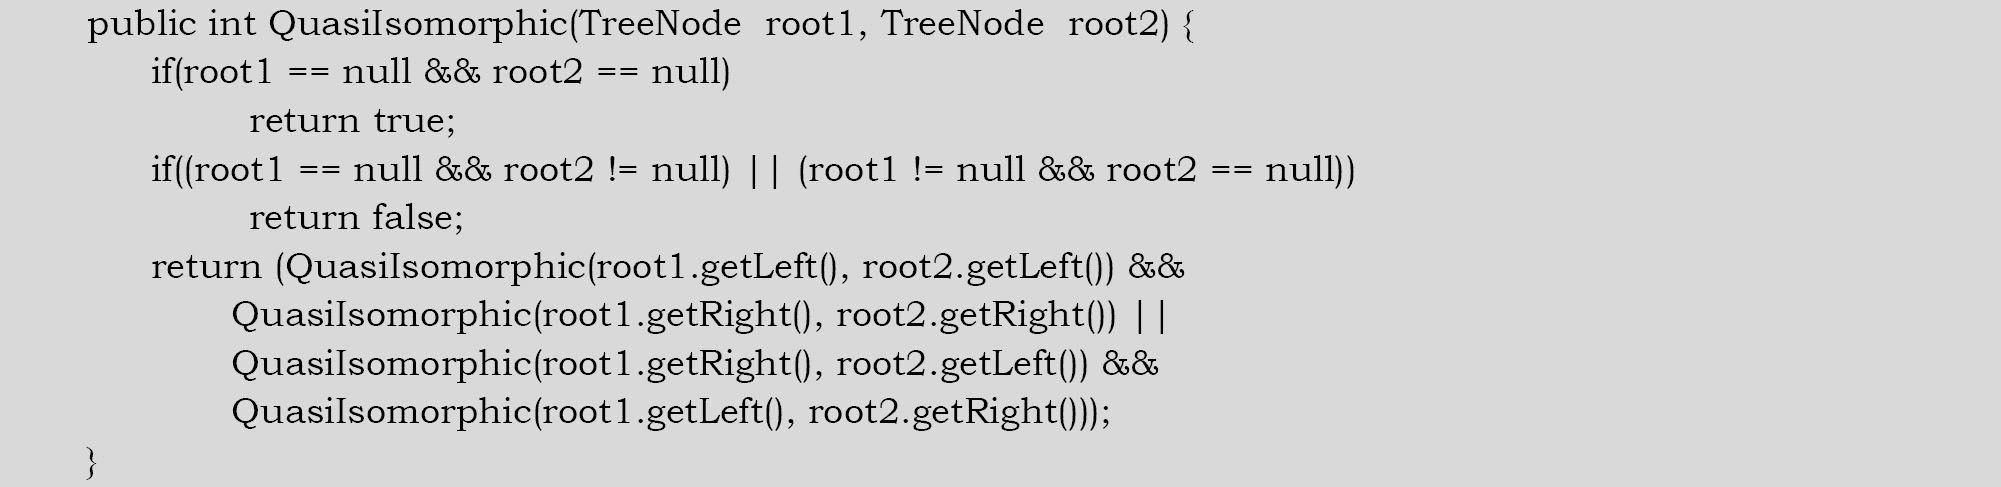 public int QuasiIsomorphic(TreeNode root1, TreeNode root2) {
if(root1 == null && root2 == null)
return true;
if((root1 == null && root2 != null) || (root1 != null && root2 == null))
return false;
return (QuasiIsomorphic(root1.getLeft(), root2.getLeft()) &&
QuasiIsomorphic(root1.getRight(), root2.getRight()) ||
QuasiIsomorphic(root1.getRight(), root2.getLeft()) &&
QuasiIsomorphic(root1.getLeft(), root2.getRight()));
}